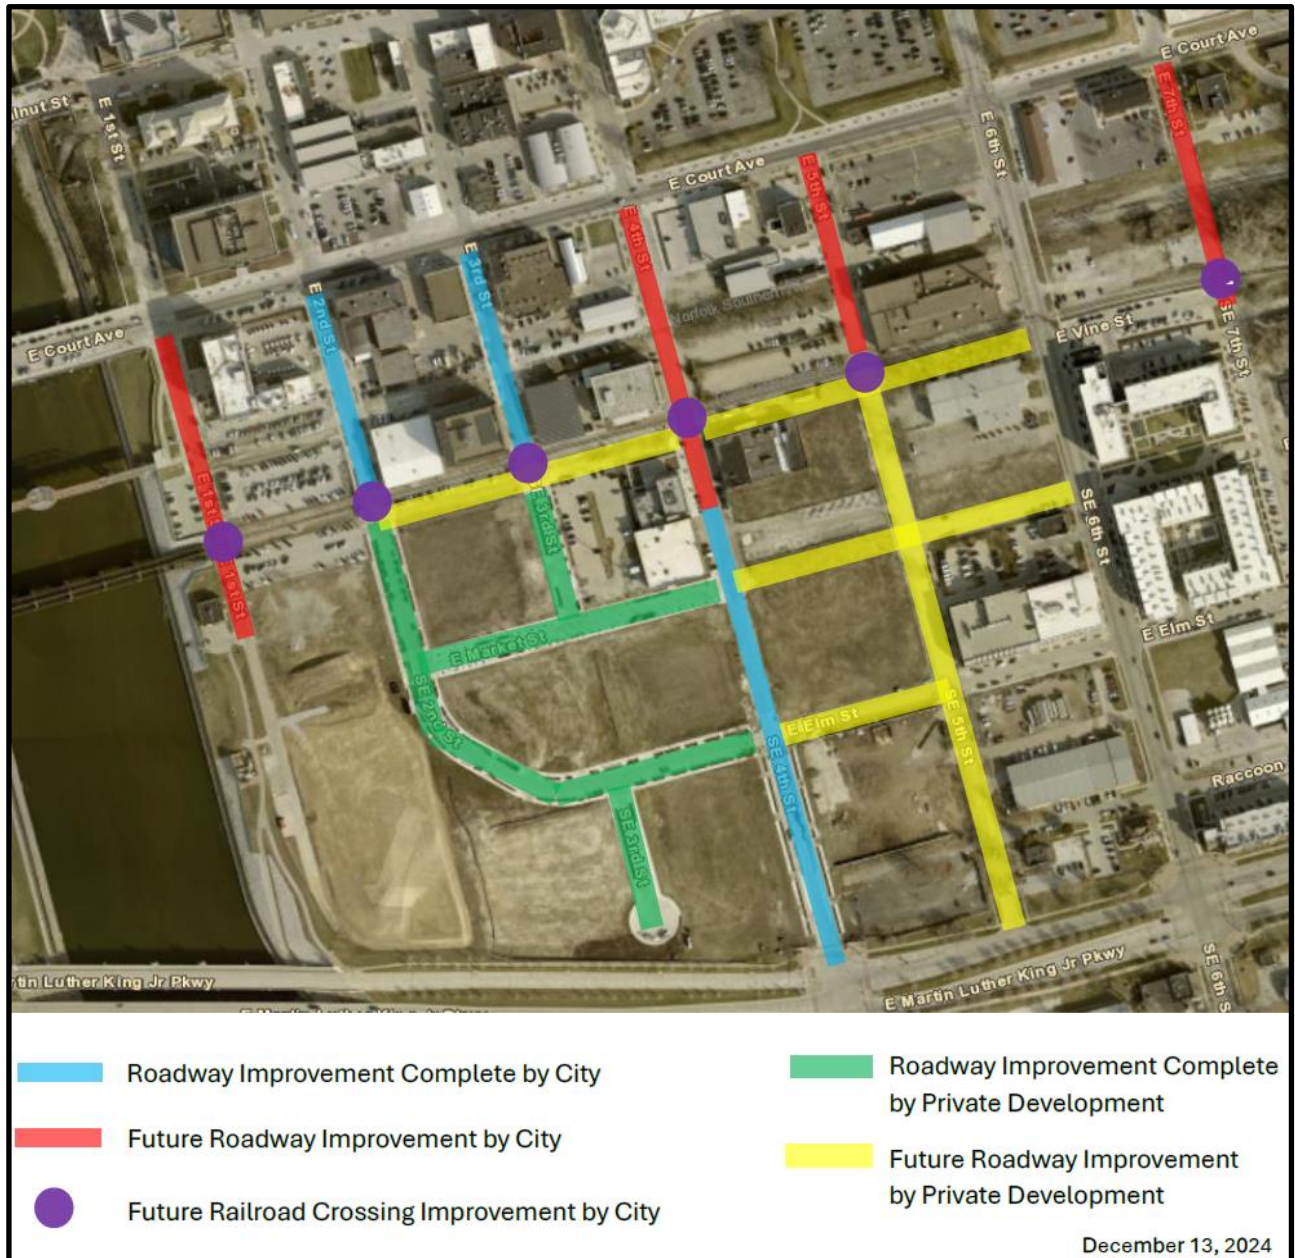 E Court Ave
E 7th St
lnut St
E 1st St
E 6th St
E Court Ave
E 5th St
E 4th St
E 3rd St
E 2nd St
Norfolk Southern
E Court Ave
E Vine St
SE 7th St
E 1st S
E 3rd St
SE 6th St
1st St
E Elm St
E Market St
SE 2nd St
E Elm St
SE 5th St
SE 4th St
Raccoon
SE 3rd St
tin Luther King Jr Pkwy
E Martin Luther King Jr Pkwy
SE 6th S
Roadway Improvement Complete by City
Future Roadway Improvement by City
Future Railroad Crossing Improvement by City
Roadway Improvement Complete
by Private Development
Future Roadway Improvement
by Private Development
December 13, 2024